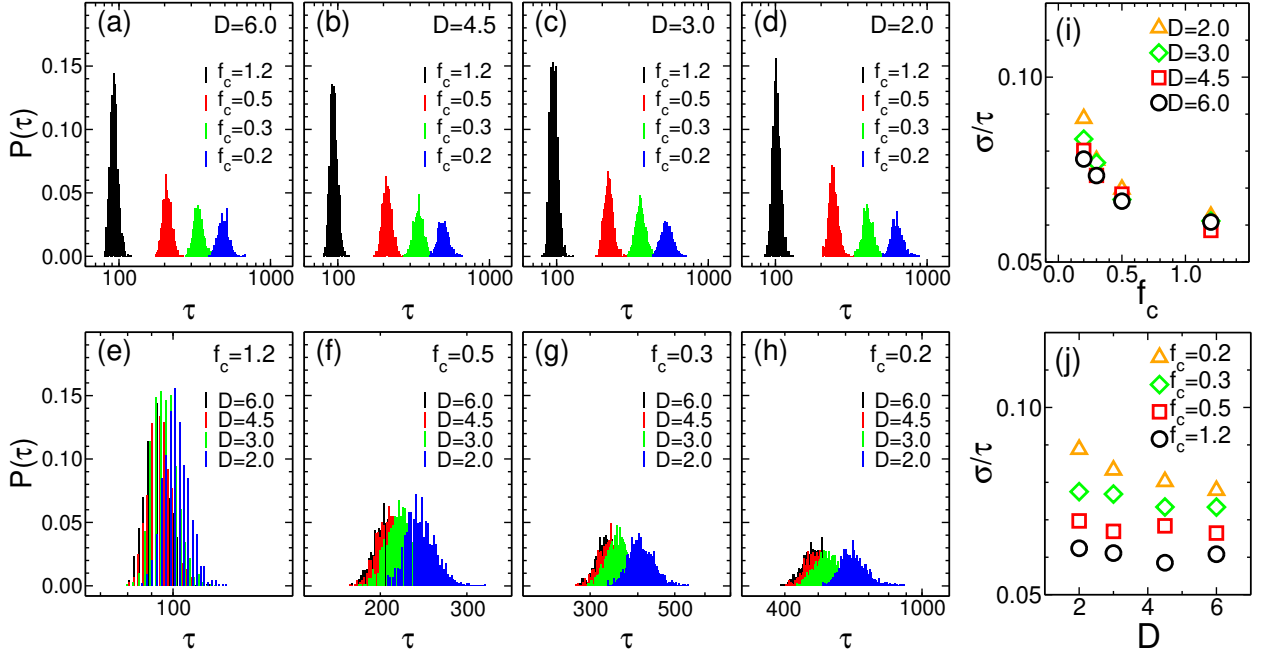 (a) D=6.0
f_c=1.2
f_c=0.5
f_c=0.3
f_c=0.2
P(τ)
0.15
0.10
0.05
0.00
100 1000
τ
(b) D=4.5
f_c=1.2
f_c=0.5
f_c=0.3
f_c=0.2
100 1000
τ
(c) D=3.0
f_c=1.2
f_c=0.5
f_c=0.3
f_c=0.2
100 1000
τ
(d) D=2.0
f_c=1.2
f_c=0.5
f_c=0.3
f_c=0.2
100 1000
τ
(i)
D=2.0
D=3.0
D=4.5
D=6.0
σ/τ
0.10
0.05
0.0 0.5 1.0
f_c
(e) f_c=1.2
D=6.0
D=4.5
D=3.0
D=2.0
P(τ)
0.15
0.10
0.05
0.00
100
τ
(f) f_c=0.5
D=6.0
D=4.5
D=3.0
D=2.0
200 300
τ
(g) f_c=0.3
D=6.0
D=4.5
D=3.0
D=2.0
300 500
τ
(h) f_c=0.2
D=6.0
D=4.5
D=3.0
D=2.0
400 1000
τ
(j)
f_c=0.2
f_c=0.3
f_c=0.5
f_c=1.2
σ/τ
0.10
0.05
2 4 6
D